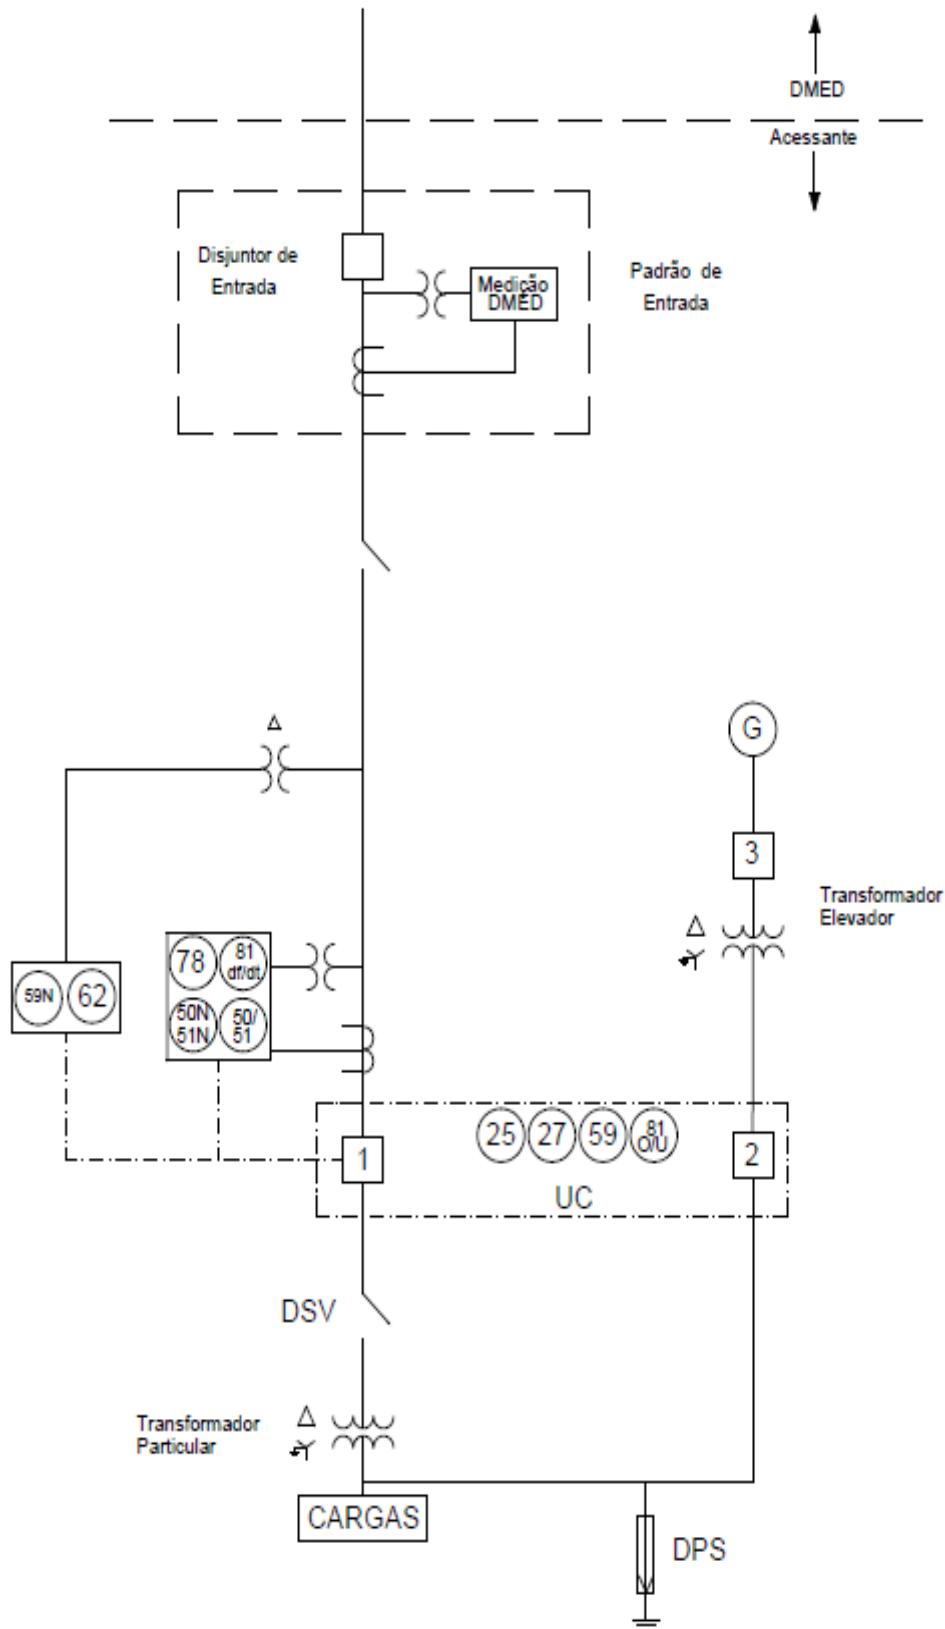 DMED
Acessante
Disjuntor de
Entrada
Medição
DMED
Padrão de
Entrada
Δ
G
3
Transformador
Elevador
Δ
78
81
df/dt
59N
62
50N
51N
50/
51
25
27
59
81
O/U
1
2
UC
DSV
Transformador
Particular
Δ
CARGAS
DPS